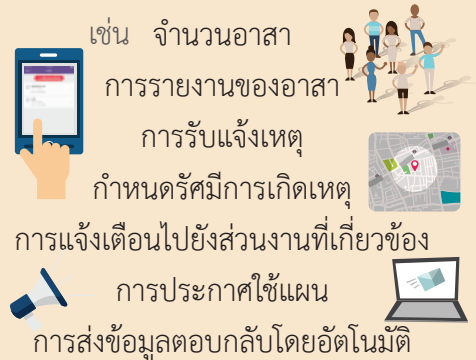 เช่น จำนวนอาสา
การรายงานของอาสา
การรับแจ้งเหตุ
กำหนดรัศมีการเกิดเหตุ
การแจ้งเตือนไปยังส่วนงานที่เกี่ยวข้อง
การประกาศใช้แผน
การส่งข้อมูลตอบกลับโดยอัตโนมัติ